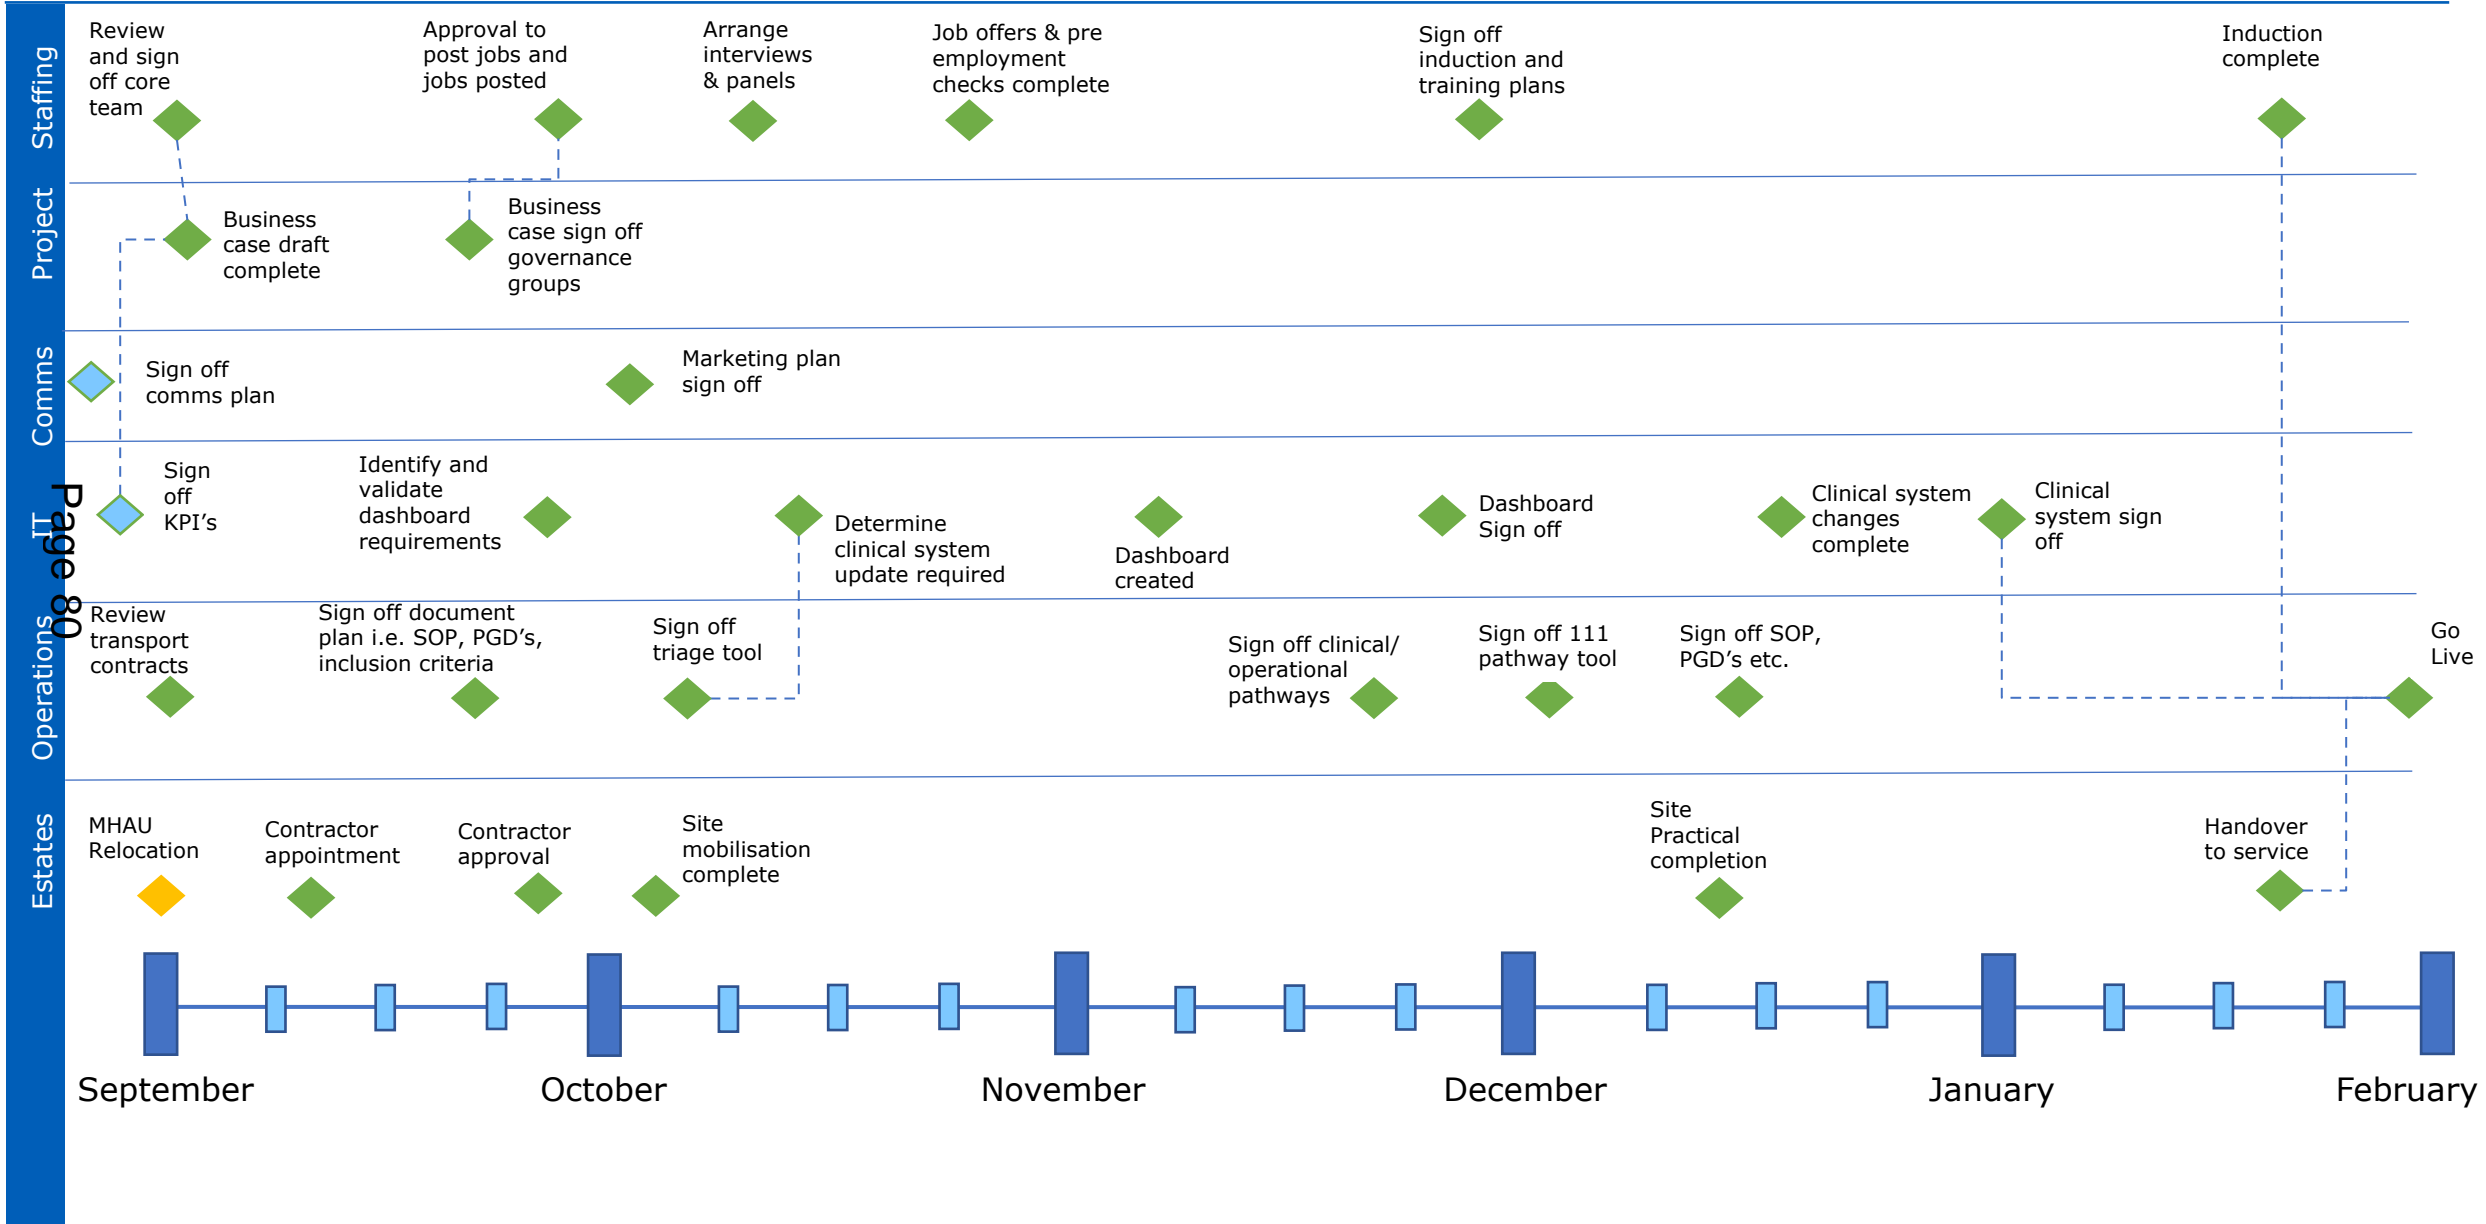 Staffing
Review
and sign
off core
team
Approval to
post jobs and
jobs posted
Arrange
interviews
& panels
Job offers & pre
employment
checks complete
Sign off
induction and
training plans
Induction
complete
Project
Business
case draft
complete
Business
case sign off
governance
groups
Comms
Sign off
comms plan
Marketing plan
sign off
IT
Page 80
Sign
off
KPI’s
Identify and
validate
dashboard
requirements
Determine
clinical system
update required
Dashboard
created
Dashboard
Sign off
Clinical system
changes
complete
Clinical
system sign
off
Operations
Review
transport
contracts
Sign off document
plan i.e. SOP, PGD’s,
inclusion criteria
Sign off
triage tool
Sign off clinical/
operational
pathways
Sign off 111
pathway tool
Sign off SOP,
PGD’s etc.
Go
Live
Estates
MHAU
Relocation
Contractor
appointment
Contractor
approval
Site
mobilisation
complete
Site
Practical
completion
Handover
to service
September
October
November
December
January
February